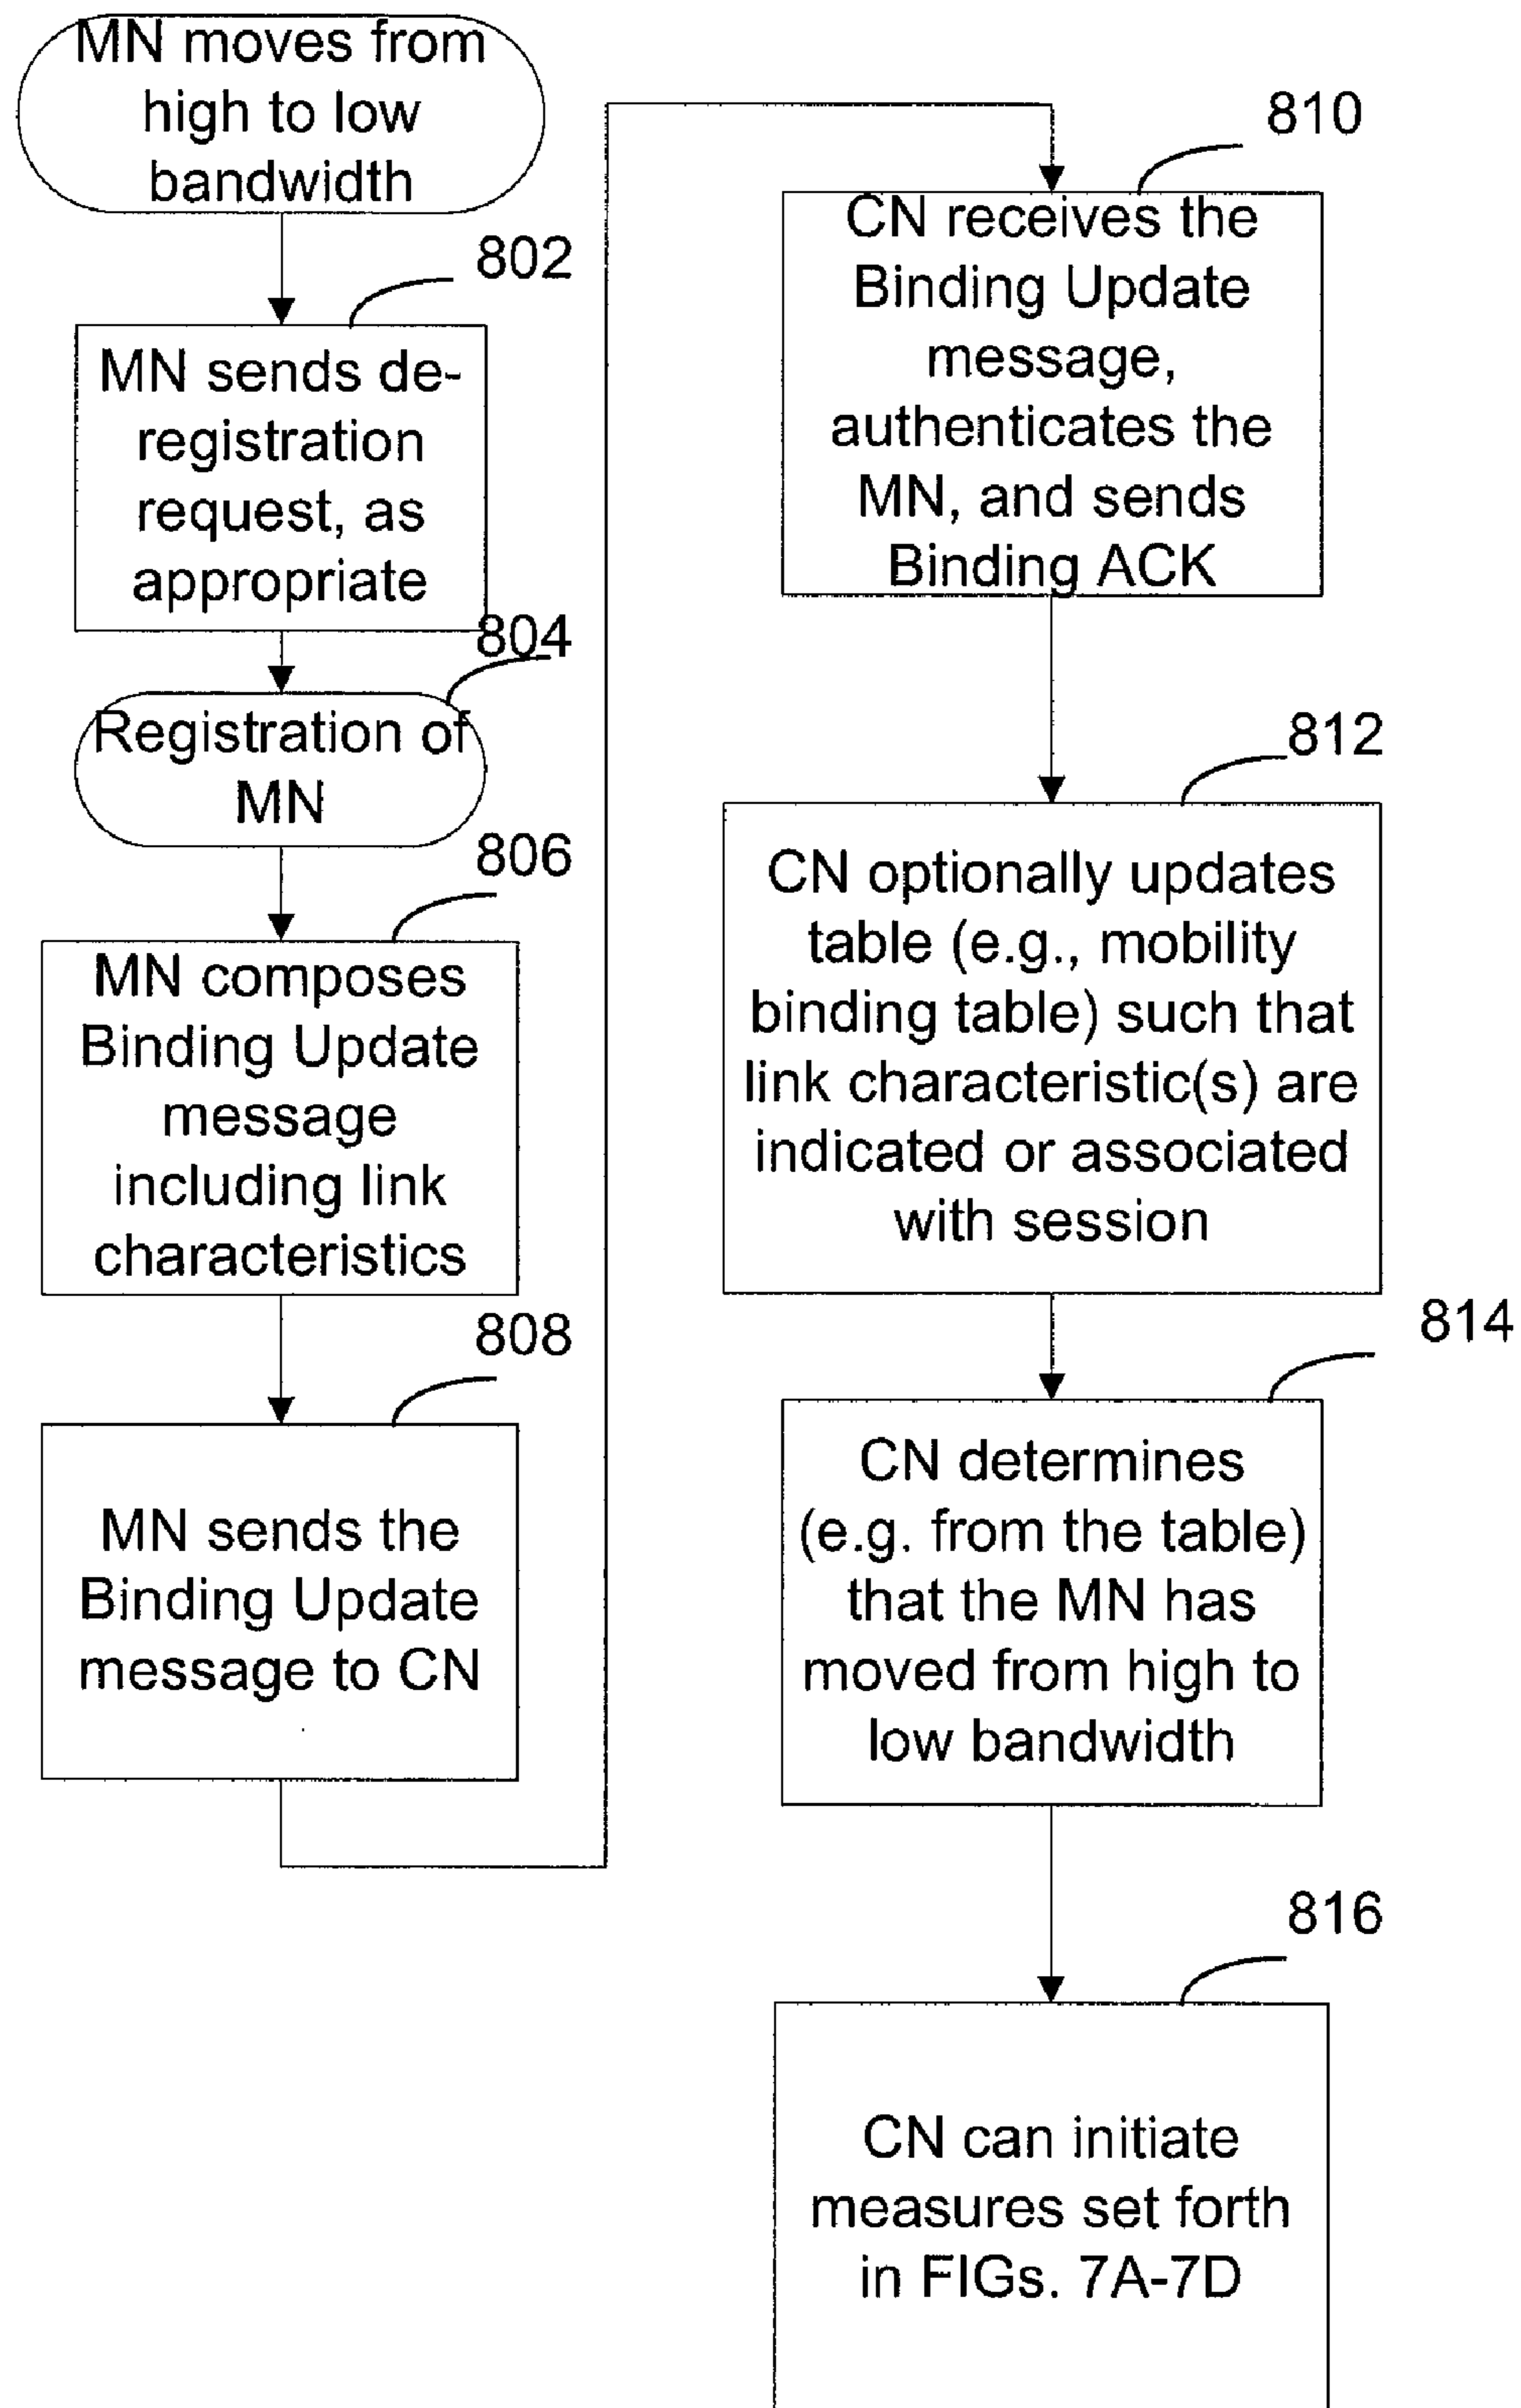 MN moves from
high to low
bandwidth
802
MN sends de-
registration
request, as
appropriate
804
Registration of
MN
806
MN composes
Binding Update
message
including link
characteristics
808
MN sends the
Binding Update
message to CN
810
CN receives the
Binding Update
message,
authenticates the
MN, and sends
Binding ACK
812
CN optionally updates
table (e.g., mobility
binding table) such that
link characteristic(s) are
indicated or associated
with session
814
CN determines
(e.g. from the table)
that the MN has
moved from high to
low bandwidth
816
CN can initiate
measures set forth
in FIGs. 7A-7D